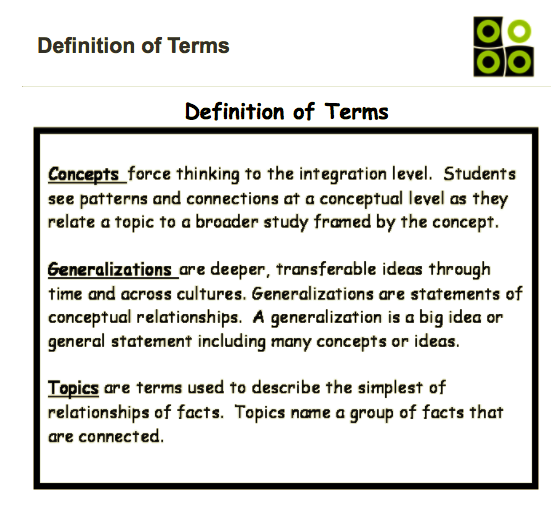 Definition of Terms
Definition of Terms
Concepts force thinking to the integration level.  Students
see patterns and connections at a conceptual level as they
relate a topic to a broader study framed by the concept.
Generalizations are deeper, transferable ideas through
time and across cultures. Generalizations are statements of
conceptual relationships.  A generalization is a big idea or
general statement including many concepts or ideas.
Topics are terms used to describe the simplest of
relationships of facts.  Topics name a group of facts that
are connected.